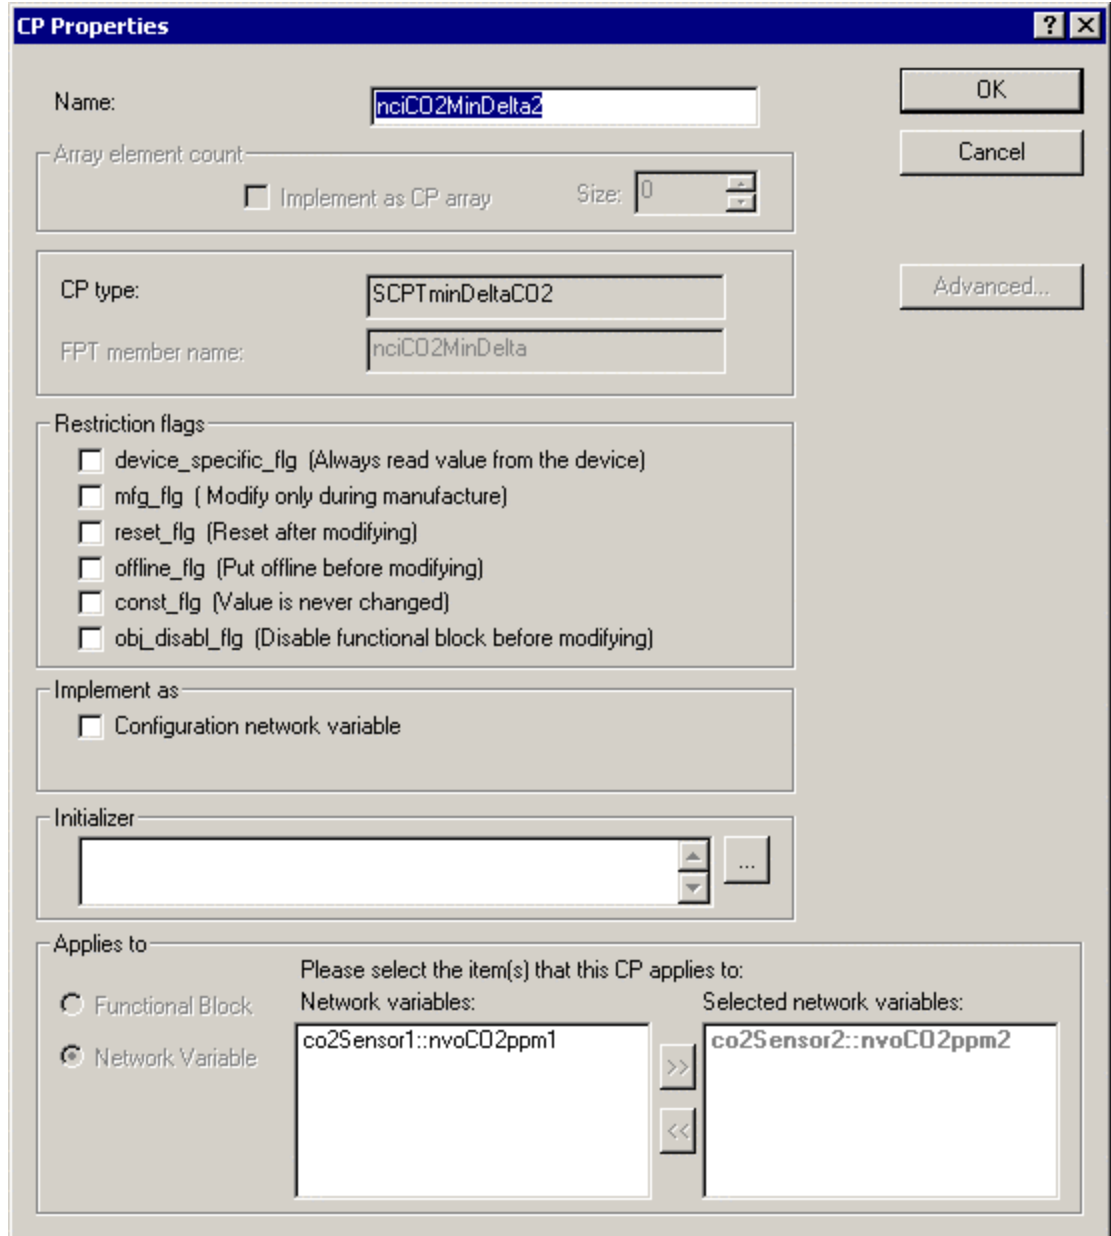 CP Properties
Name:
nciCO2MinDelta2
OK
Cancel
Array element count
Implement as CP array
Size:
0
CP type:
SCPTminDeltaCO2
Advanced...
FPT member name:
nciCO2MinDelta
Restriction flags
device_specific_flg (Always read value from the device)
mfg_flg ( Modify only during manufacture)
reset_flg (Reset after modifying)
offline_flg (Put offline before modifying)
const_flg (Value is never changed)
obj_disabl_flg (Disable functional block before modifying)
Implement as
Configuration network variable
Initializer
...
Applies to
Please select the item(s) that this CP applies to:
Functional Block
Network Variable
Network variables:
co2Sensor1::nvoCO2ppm1
>>
<<
Selected network variables:
co2Sensor2::nvoCO2ppm2